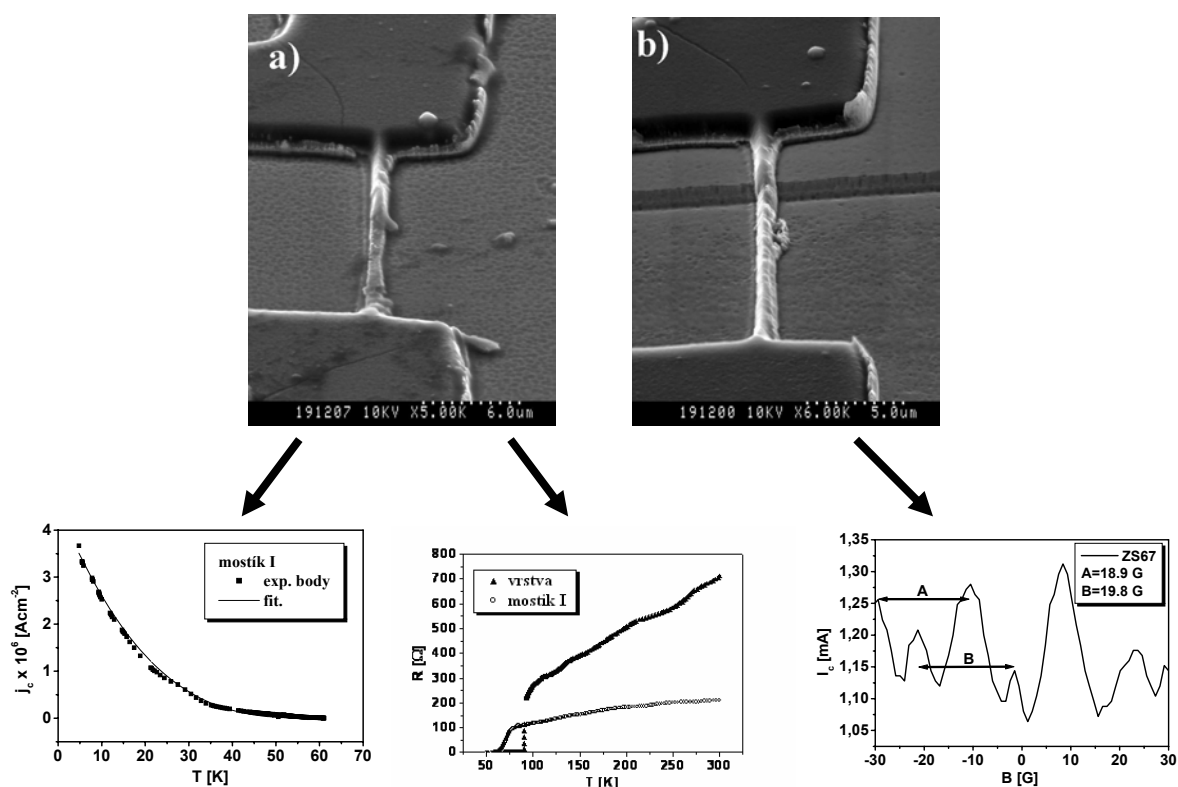 a)
191207 10KV X5.00K 6.0um
b)
191200 10KV X6.00K 5.0um
mostík I
exp. body
fit.
j_c x 10^6 [Acm^-2]
4
3
2
1
0
0 10 20 30 40 50 60 70
T [K]
vrstva
mostik I
R [Ω]
800
700
600
500
400
300
200
100
0
50 100 150 200 250 300
T [K]
ZS67
A=18.9 G
B=19.8 G
A
B
I_c [mA]
1,35
1,30
1,25
1,20
1,15
1,10
1,05
-30 -20 -10 0 10 20 30
B [G]